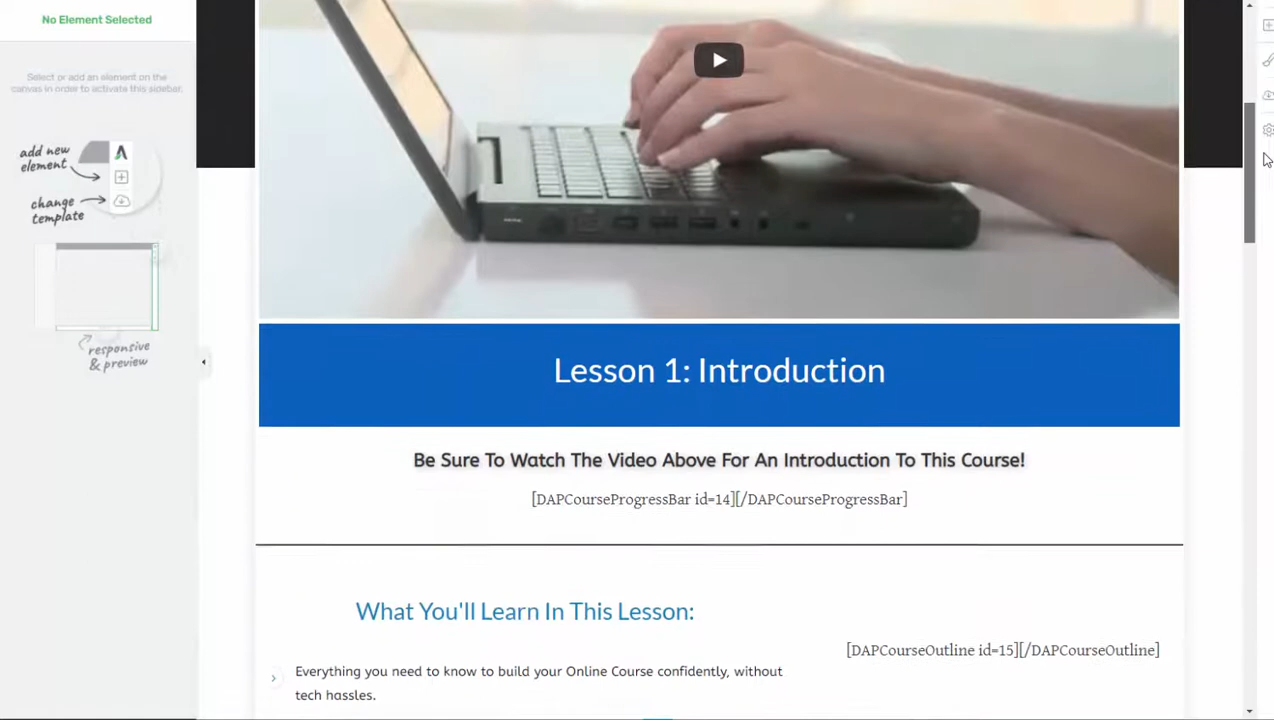 No Element Selected
Select or add an element on the
canvas in order to activate this sidebar.
add new
element
change
template
responsive
& preview
Lesson 1: Introduction
Be Sure To Watch The Video Above For An Introduction To This Course!
[DAPCourseProgressBar id=14][/DAPCourseProgressBar]
What You'll Learn In This Lesson:
[DAPCourseOutline id=15][/DAPCourseOutline]
Everything you need to know to build your Online Course confidently, without
tech hassles.